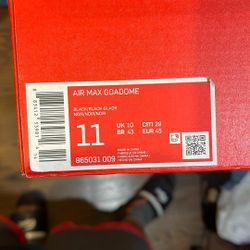 AIR MAX GOADOME
BLACK/BLACK-BLACK
NOIR/NOIR/NOIR
11
UK 10
CITI 29
BR 43
EUR 45
865031 009